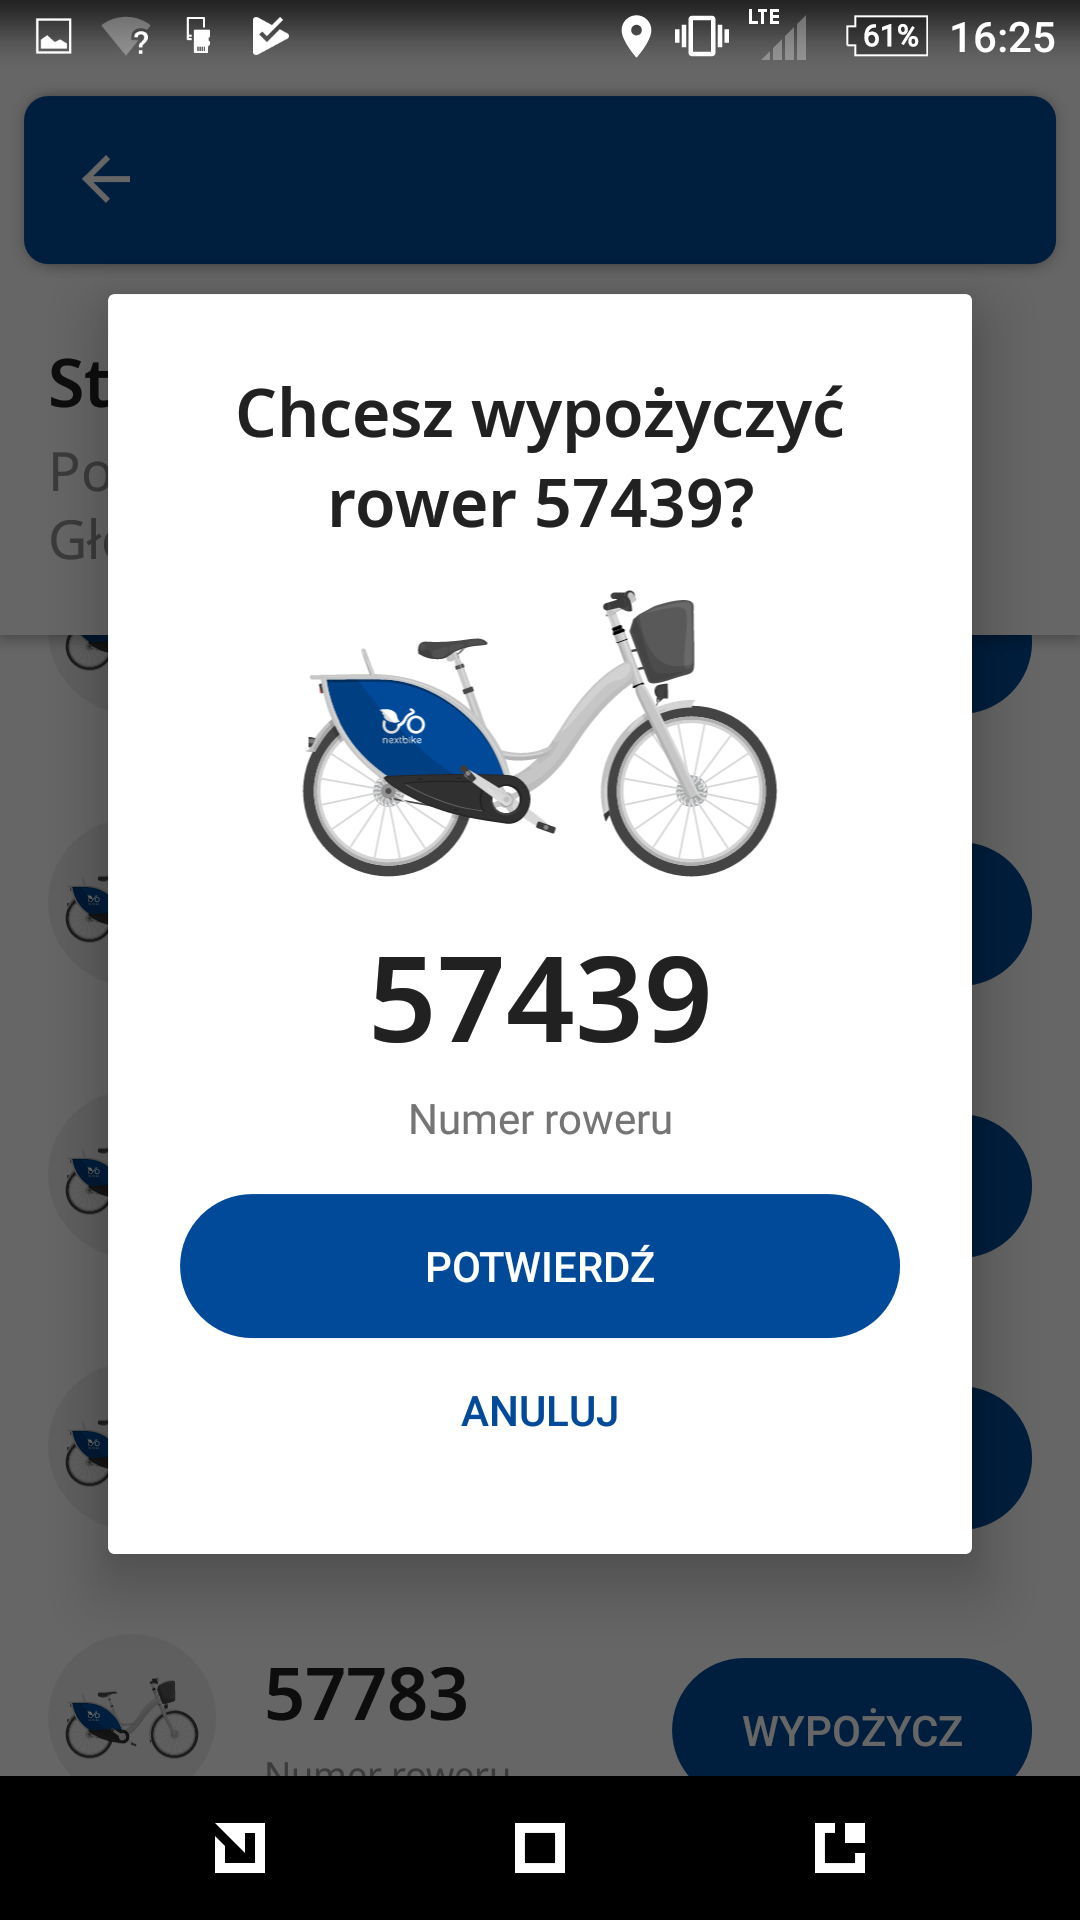 LTE 61% 16:25
St
Po
Gł
Chcesz wypożyczyć
rower 57439?
nextbike
57439
Numer roweru
POTWIERDŹ
ANULUJ
57783
WYPOŻYCZ
Numer roweru